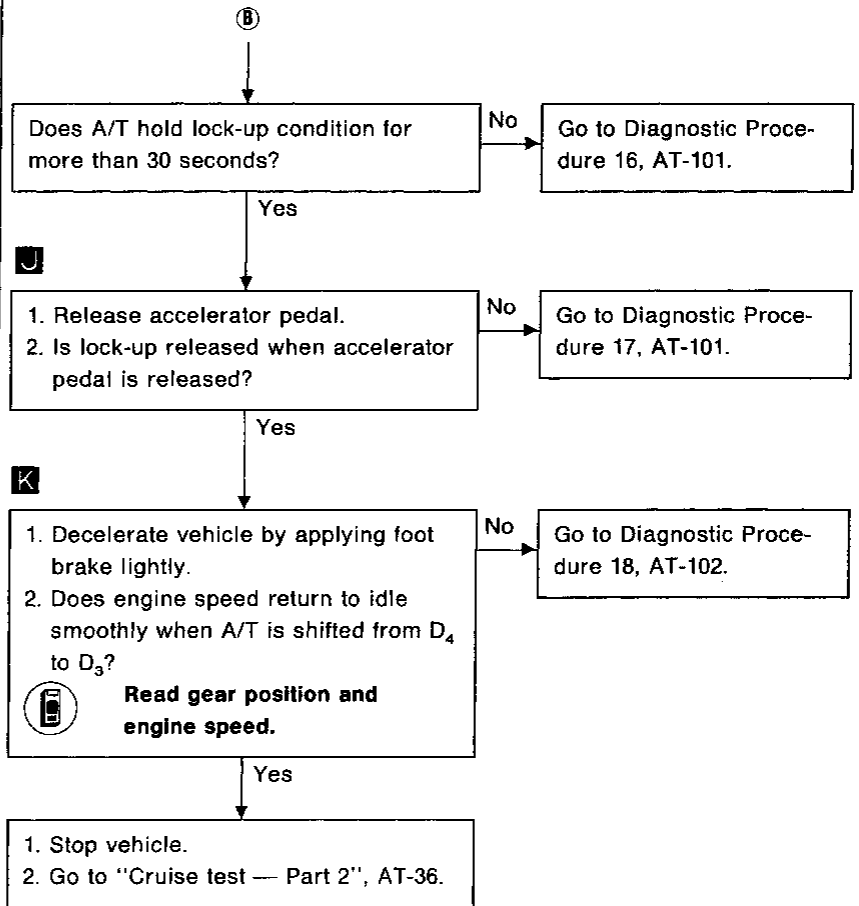 B
Does A/T hold lock-up condition for
more than 30 seconds?
No
Go to Diagnostic Proce-
dure 16, AT-101.
Yes
J
1. Release accelerator pedal.
2. Is lock-up released when accelerator
pedal is released?
No
Go to Diagnostic Proce-
dure 17, AT-101.
Yes
K
1. Decelerate vehicle by applying foot
brake lightly.
2. Does engine speed return to idle
smoothly when A/T is shifted from D₄
to D₃?
Read gear position and
engine speed.
No
Go to Diagnostic Proce-
dure 18, AT-102.
Yes
1. Stop vehicle.
2. Go to "Cruise test — Part 2", AT-36.